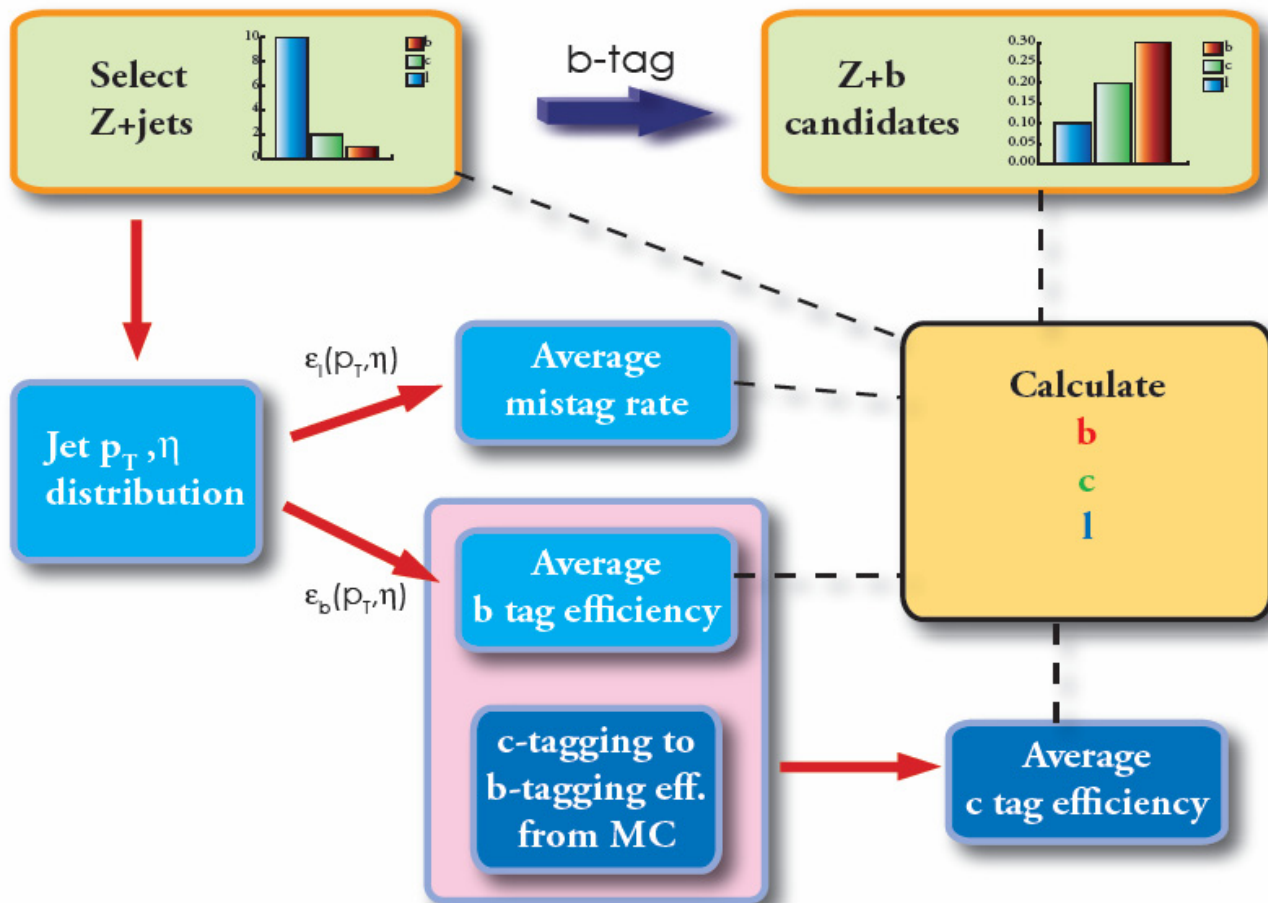 Select
Z+jets
10
8
6
4
2
0
b
c
l
b-tag
Z+b
candidates
0.30
0.25
0.20
0.15
0.10
0.05
0.00
b
c
l
ε_l(p_T,η)
Average
mistag rate
Jet p_T ,η
distribution
ε_b(p_T,η)
Average
b tag efficiency
c-tagging to
b-tagging eff.
from MC
Calculate
b
c
l
Average
c tag efficiency